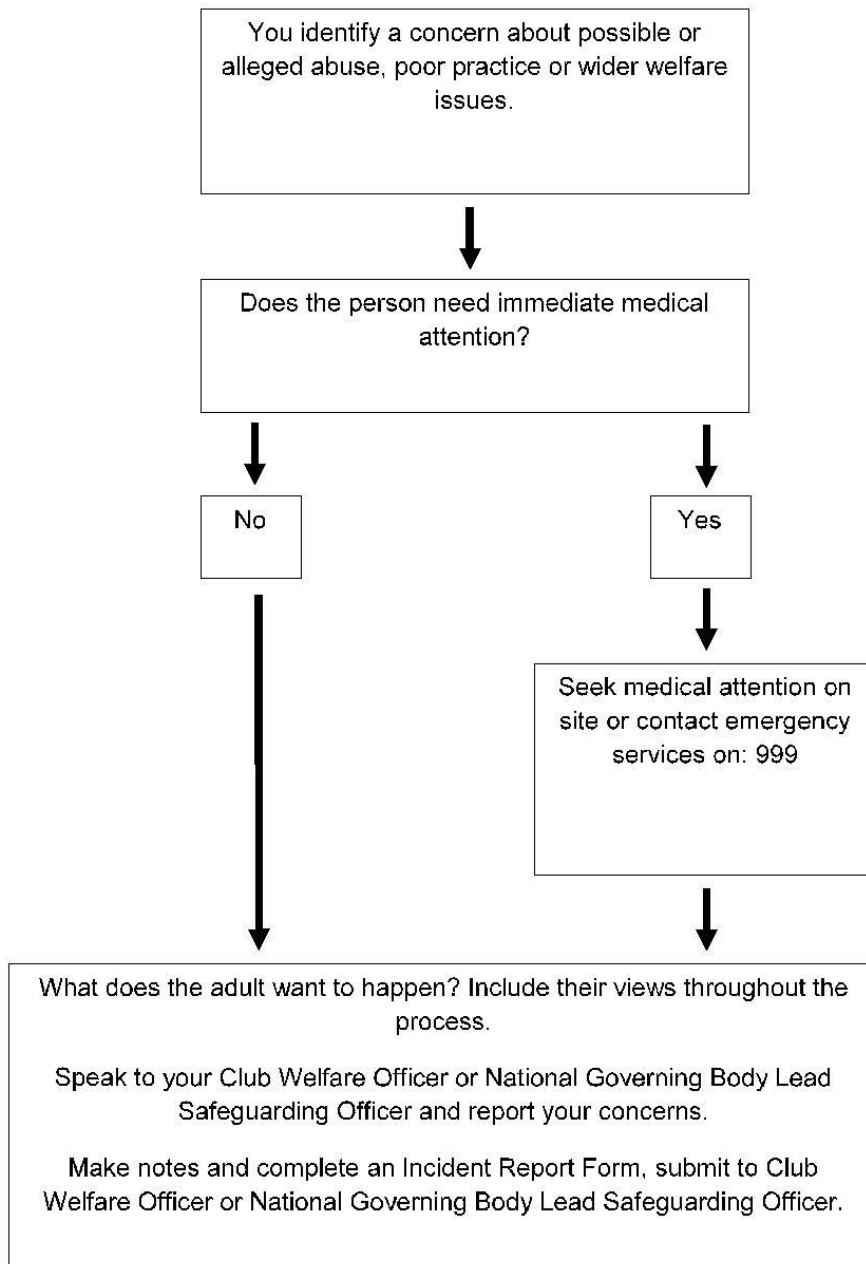 You identify a concern about possible or
alleged abuse, poor practice or wider welfare
issues.
Does the person need immediate medical
attention?
No
Yes
Seek medical attention on
site or contact emergency
services on: 999
What does the adult want to happen? Include their views throughout the
process.
Speak to your Club Welfare Officer or National Governing Body Lead
Safeguarding Officer and report your concerns.
Make notes and complete an Incident Report Form, submit to Club
Welfare Officer or National Governing Body Lead Safeguarding Officer.